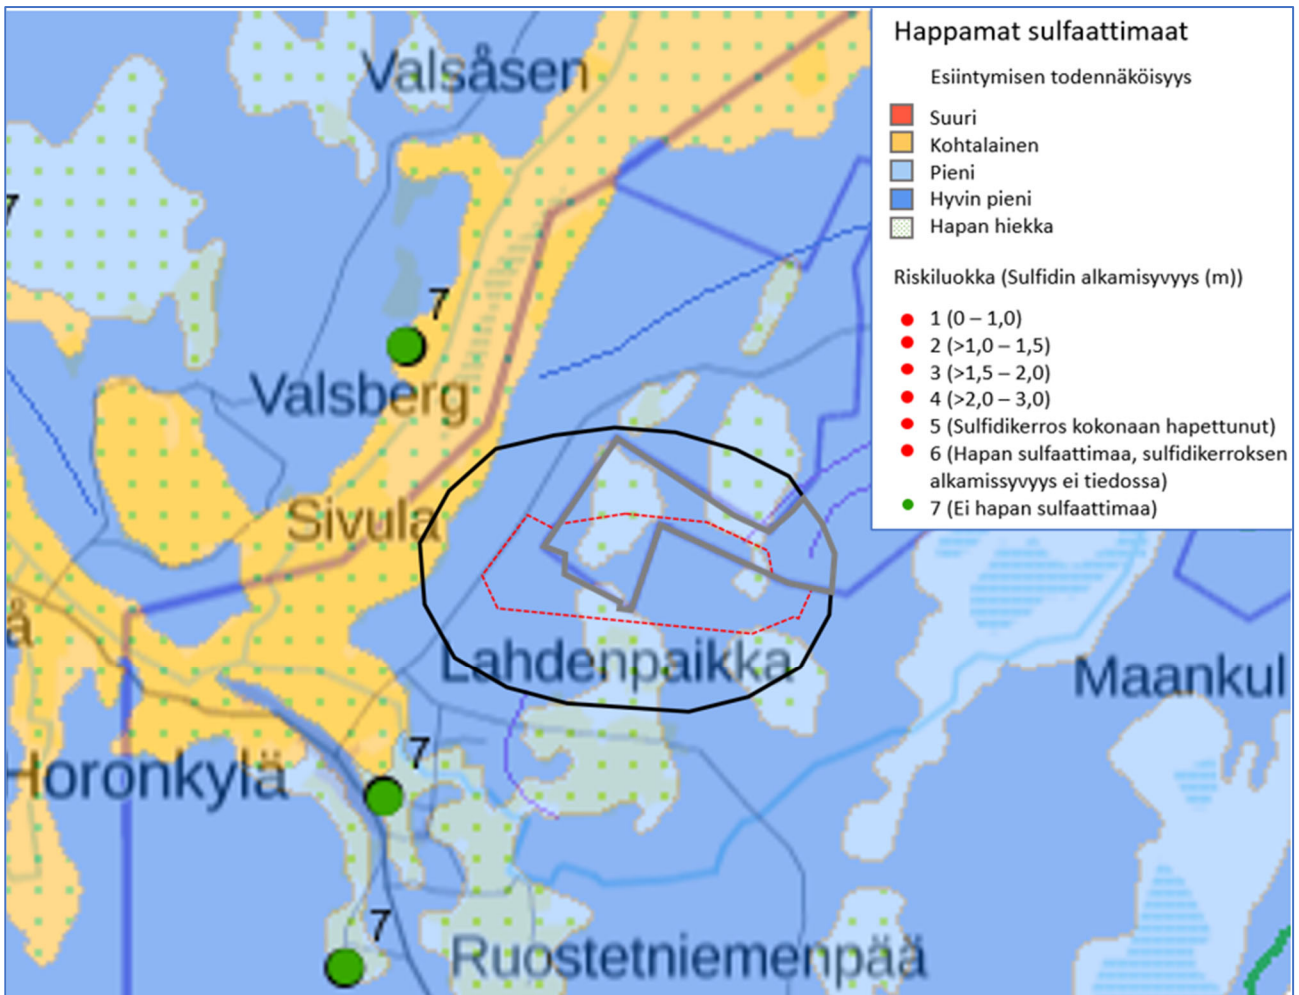 Valsåsen
7
7
Valsberg
Sivula
å
Lahdenpaikka
Maankul
Horonkylä
7
7
Ruostetniemenpää
Happamat sulfaattimaat
Esiintymisen todennäköisyys
Suuri
Kohtalainen
Pieni
Hyvin pieni
Hapan hiekka
Riskiluokka (Sulfidin alkamisyvyys (m))
1 (0 – 1,0)
2 (>1,0 – 1,5)
3 (>1,5 – 2,0)
4 (>2,0 – 3,0)
5 (Sulfidikerros kokonaan hapettunut)
6 (Hapan sulfaattimaa, sulfidikerroksen
alkamissyvyys ei tiedossa)
7 (Ei hapan sulfaattimaa)